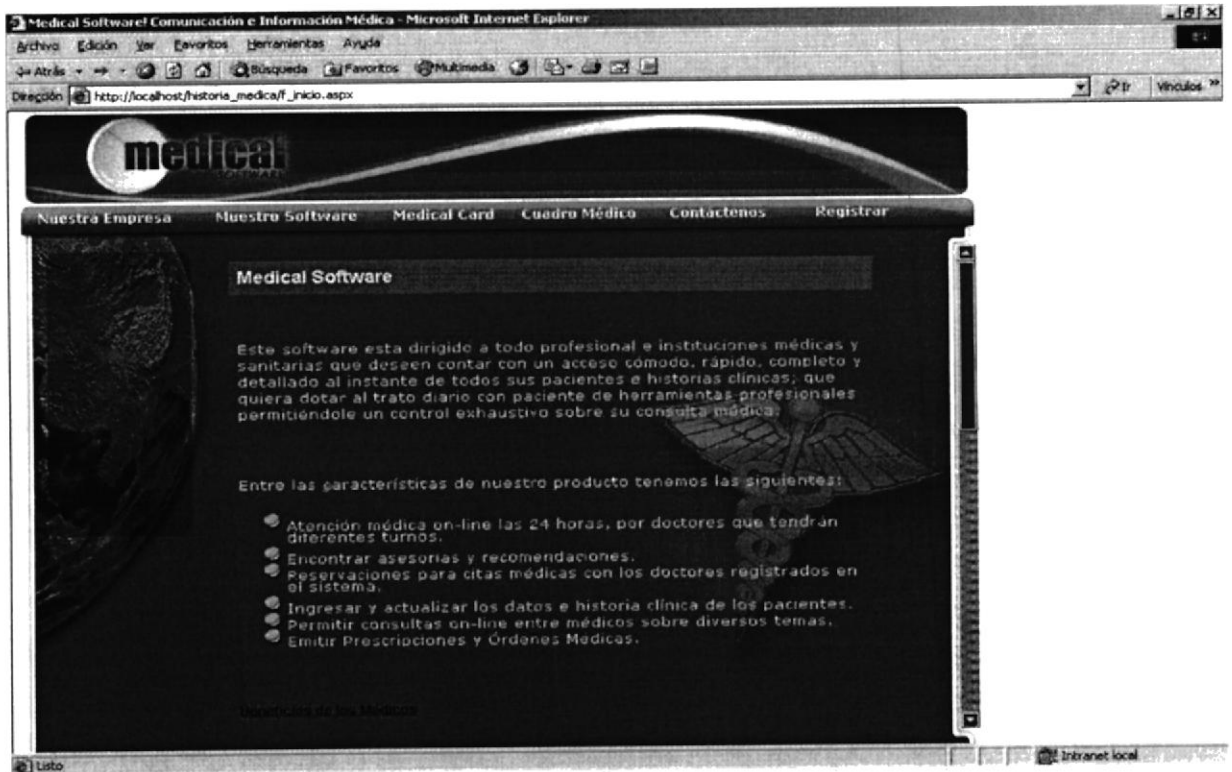 Medical Software! Comunicación e Información Médica - Microsoft Internet Explorer
Archivo Edición Ver Favoritos Herramientas Ayuda
Atrás Búsqueda Favoritos Multimedia
Dirección http://localhost/historia_medica/f_inicio.aspx Ir Vínculos »
medical
SOFTWARE
Nuestra Empresa Nuestro Software Medical Card Cuadro Médico Contáctenos Registrar
Medical Software
Este software esta dirigido a todo profesional e instituciones médicas y
sanitarias que deseen contar con un acceso cómodo, rápido, completo y
detallado al instante de todos sus pacientes e historias clínicas; que
quiera dotar al trato diario con paciente de herramientas profesionales
permitiéndole un control exhaustivo sobre su consulta médica.
Entre las características de nuestro producto tenemos las siguientes:
Atención médica on-line las 24 horas, por doctores que tendrán
diferentes turnos.
Encontrar asesorias y recomendaciones.
Reservaciones para citas médicas con los doctores registrados en
el sistema.
Ingresar y actualizar los datos e historia clínica de los pacientes.
Permitir consultas on-line entre médicos sobre diversos temas.
Emitir Prescripciones y Órdenes Medicas.
Beneficios de los Médicos
Listo Intranet local